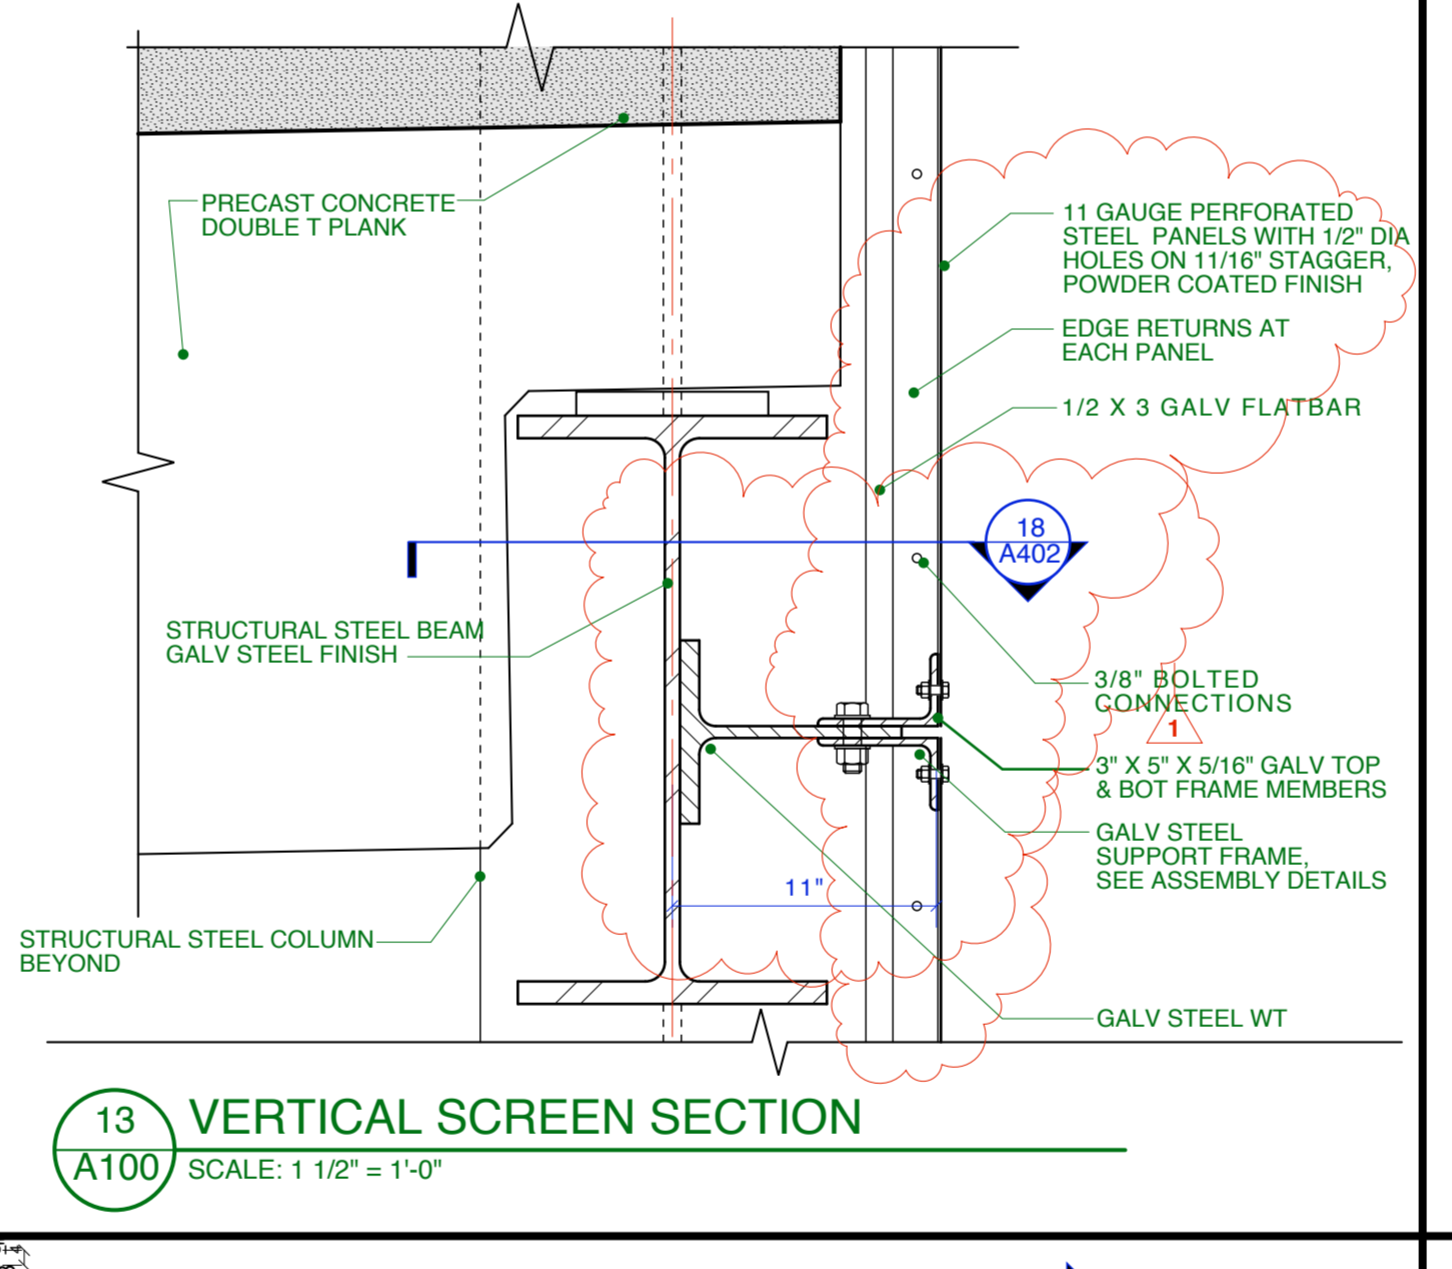 PRECAST CONCRETE
DOUBLE T PLANK
11 GAUGE PERFORATED
STEEL PANELS WITH 1/2" DIA
HOLES ON 11/16" STAGGER,
POWDER COATED FINISH
EDGE RETURNS AT
EACH PANEL
1/2 X 3 GALV FLATBAR
18
A402
STRUCTURAL STEEL BEAM
GALV STEEL FINISH
3/8" BOLTED
CONNECTIONS
1
3" X 5" X 5/16" GALV TOP
& BOT FRAME MEMBERS
GALV STEEL
SUPPORT FRAME,
SEE ASSEMBLY DETAILS
11"
STRUCTURAL STEEL COLUMN
BEYOND
GALV STEEL WT
13
A100
VERTICAL SCREEN SECTION
SCALE: 1 1/2" = 1'-0"